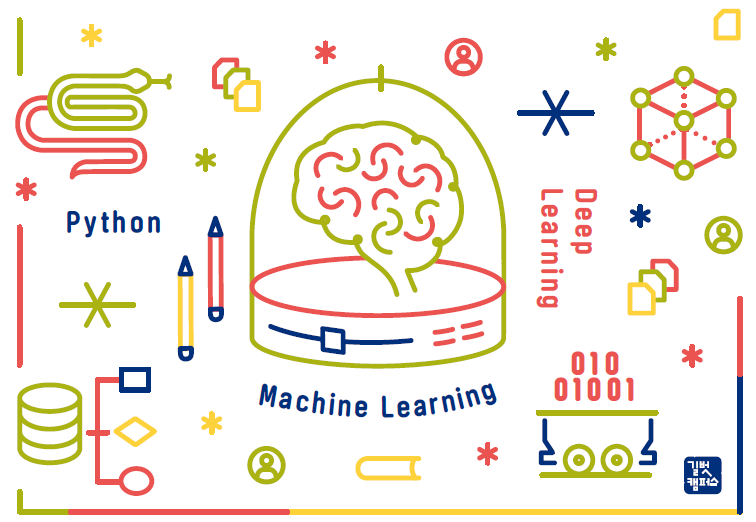 Python
Deep
Learning
Machine Learning
010
01001
길벗
캠퍼스